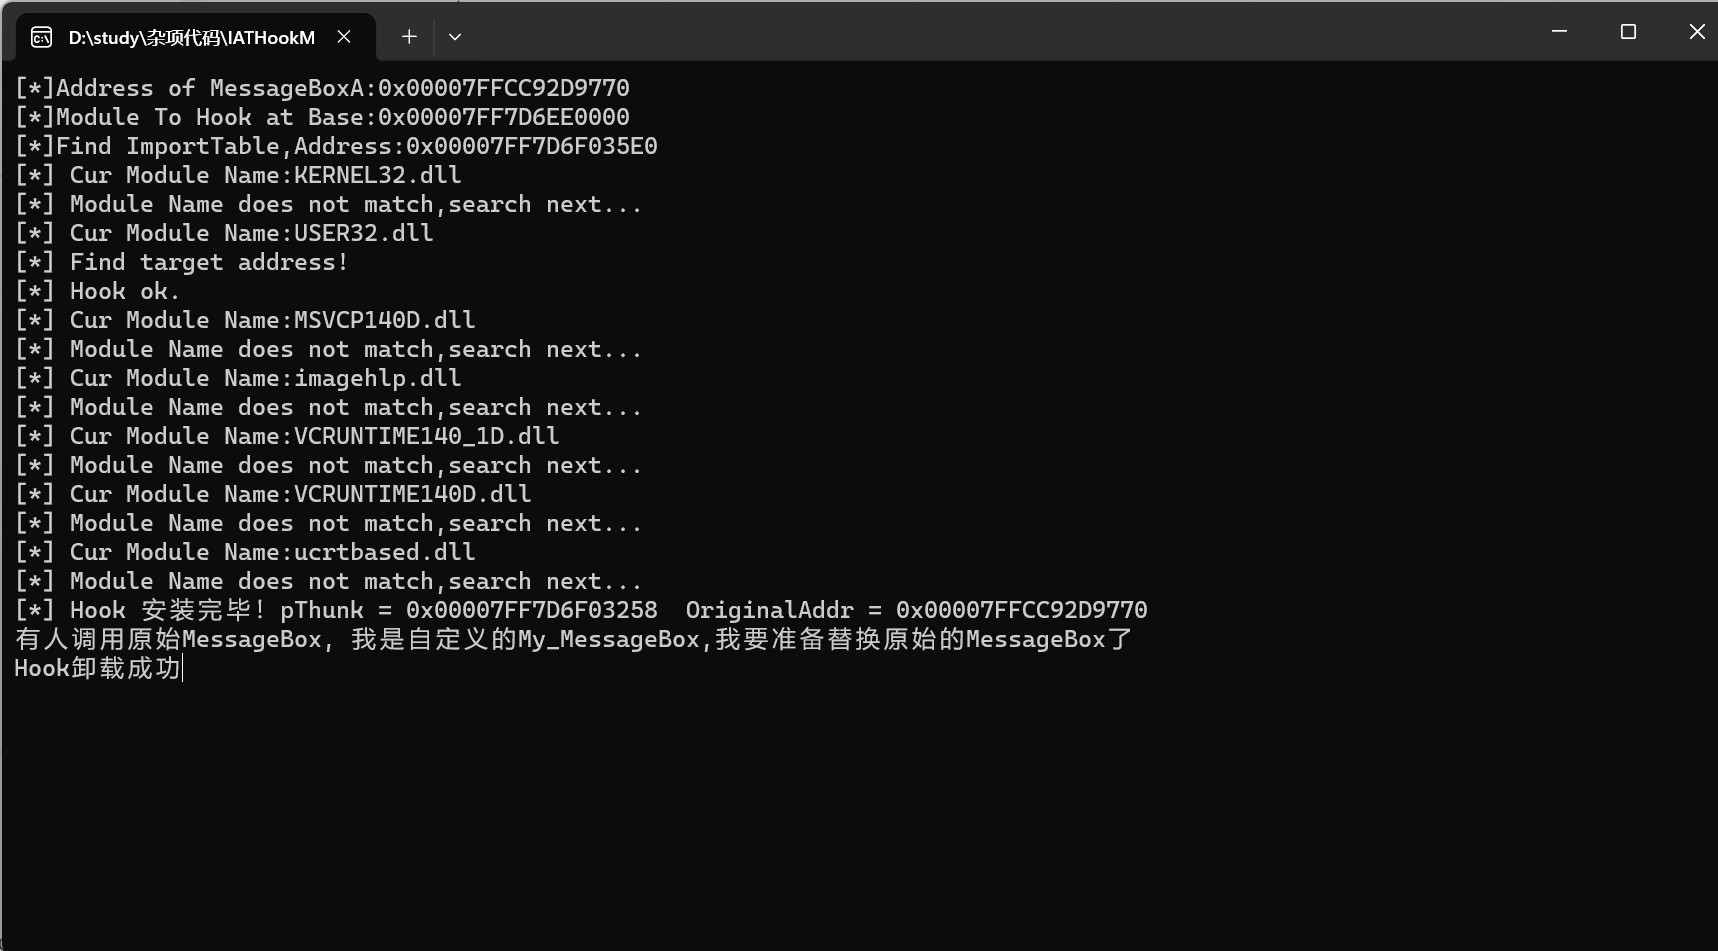 D:\study\杂项代码\IATHookM
[*]Address of MessageBoxA:0x00007FFCC92D9770
[*]Module To Hook at Base:0x00007FF7D6EE0000
[*]Find ImportTable,Address:0x00007FF7D6F035E0
[*] Cur Module Name:KERNEL32.dll
[*] Module Name does not match,search next...
[*] Cur Module Name:USER32.dll
[*] Find target address!
[*] Hook ok.
[*] Cur Module Name:MSVCP140D.dll
[*] Module Name does not match,search next...
[*] Cur Module Name:imagehlp.dll
[*] Module Name does not match,search next...
[*] Cur Module Name:VCRUNTIME140_1D.dll
[*] Module Name does not match,search next...
[*] Cur Module Name:VCRUNTIME140D.dll
[*] Module Name does not match,search next...
[*] Cur Module Name:ucrtbased.dll
[*] Module Name does not match,search next...
[*] Hook 安装完毕! pThunk = 0x00007FF7D6F03258  OriginalAddr = 0x00007FFCC92D9770
有人调用原始MessageBox, 我是自定义的My_MessageBox,我要准备替换原始的MessageBox了
Hook卸载成功